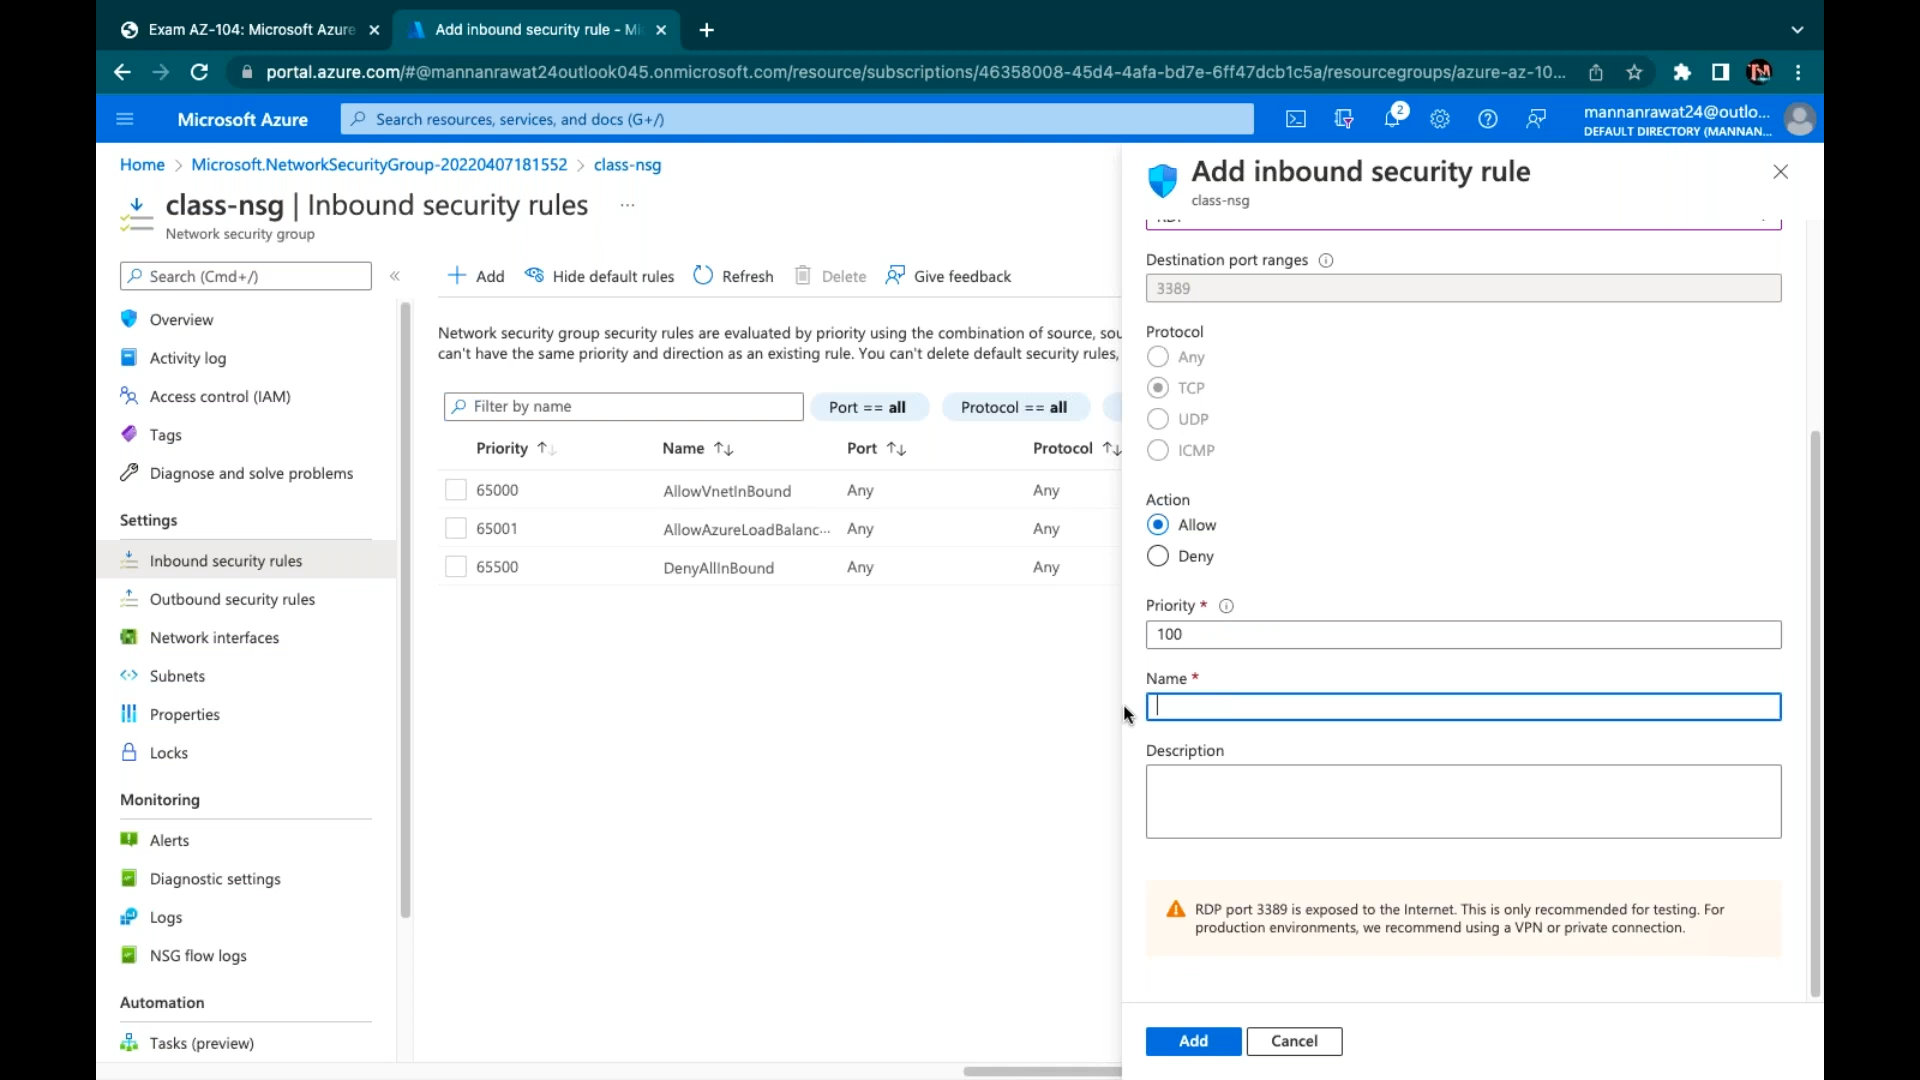 Exam AZ-104: Microsoft Azure
Add inbound security rule - Mi
portal.azure.com/#@mannanrawat24outlook045.onmicrosoft.com/resource/subscriptions/46358008-45d4-4afa-bd7e-6ff47dcb1c5a/resourcegroups/azure-az-10...
Microsoft Azure
Search resources, services, and docs (G+/)
2
mannanrawat24@outlo...
DEFAULT DIRECTORY (MANNAN...
Home > Microsoft.NetworkSecurityGroup-20220407181552 > class-nsg
class-nsg | Inbound security rules ...
Network security group
Search (Cmd+/)
Overview
Activity log
Access control (IAM)
Tags
Diagnose and solve problems
Settings
Inbound security rules
Outbound security rules
Network interfaces
Subnets
Properties
Locks
Monitoring
Alerts
Diagnostic settings
Logs
NSG flow logs
Automation
Tasks (preview)
Add
Hide default rules
Refresh
Delete
Give feedback
Network security group security rules are evaluated by priority using the combination of source, sou
can't have the same priority and direction as an existing rule. You can't delete default security rules,
Filter by name
Port == all
Protocol == all
Priority Name Port Protocol
65000 AllowVnetInBound Any Any
65001 AllowAzureLoadBalanc... Any Any
65500 DenyAllInBound Any Any
Add inbound security rule
class-nsg
Destination port ranges
3389
Protocol
Any
TCP
UDP
ICMP
Action
Allow
Deny
Priority *
100
Name *
Description
RDP port 3389 is exposed to the Internet. This is only recommended for testing. For
production environments, we recommend using a VPN or private connection.
Add
Cancel